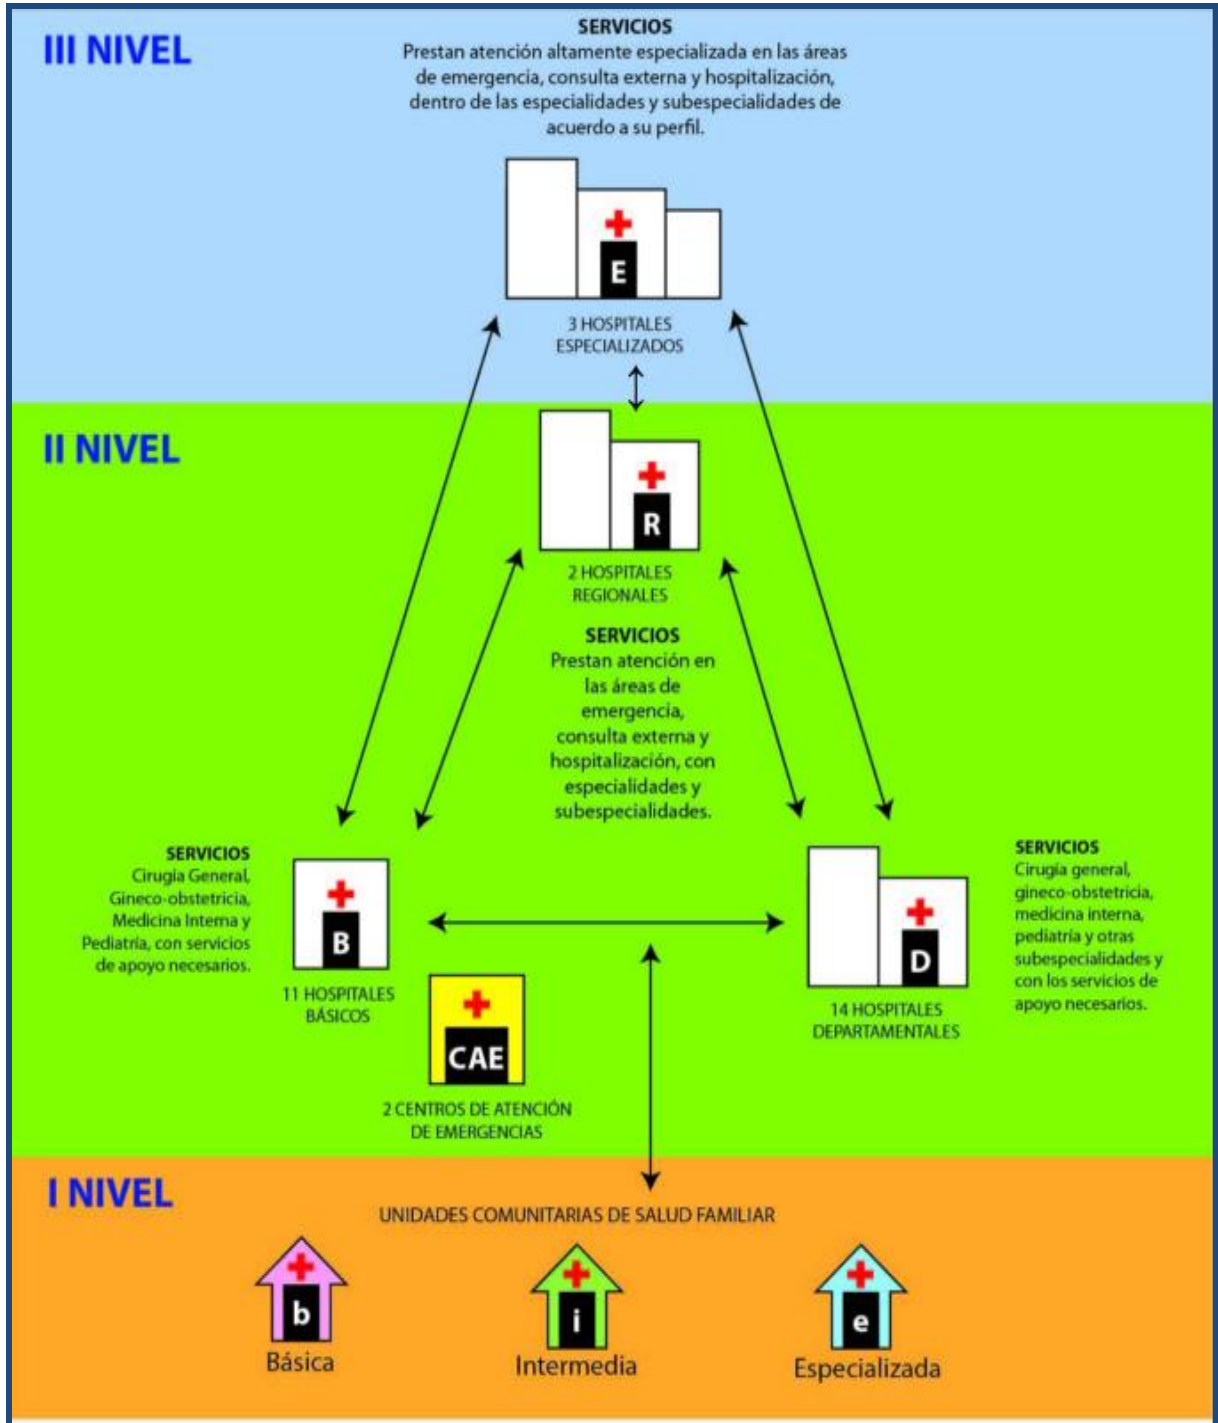 III NIVEL
SERVICIOS
Prestan atención altamente especializada en las áreas
de emergencia, consulta externa y hospitalización,
dentro de las especialidades y subespecialidades de
acuerdo a su perfil.
E
3 HOSPITALES
ESPECIALIZADOS
II NIVEL
R
2 HOSPITALES
REGIONALES
SERVICIOS
Prestan atención en
las áreas de
emergencia,
consulta externa y
hospitalización, con
especialidades y
subespecialidades.
SERVICIOS
Cirugía General,
Gineco-obstetricia,
Medicina Interna y
Pediatría, con servicios
de apoyo necesarios.
B
11 HOSPITALES
BÁSICOS
CAE
2 CENTROS DE ATENCIÓN
DE EMERGENCIAS
D
14 HOSPITALES
DEPARTAMENTALES
SERVICIOS
Cirugía general,
gineco-obstetricia,
medicina interna,
pediatría y otras
subespecialidades y
con los servicios de
apoyo necesarios.
I NIVEL
UNIDADES COMUNITARIAS DE SALUD FAMILIAR
b
Básica
i
Intermedia
e
Especializada